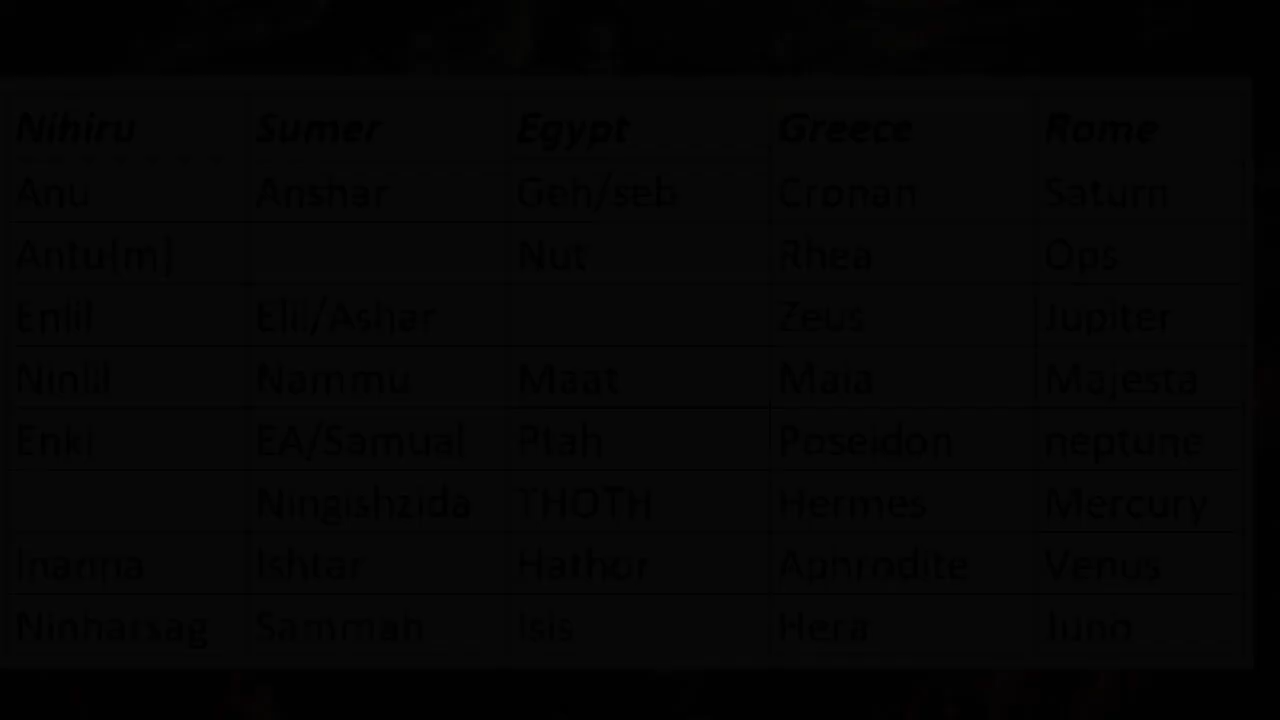 Nibiru Sumer Egypt Greece Rome
Anu Anshar Geb/seb Cronan Saturn
Antu(m) Nut Rhea Ops
Enlil Elil/Ashar Zeus Jupiter
Ninlil Nammu Maat Maia Majesta
Enki EA/Samual Ptah Poseidon neptune
Ningishzida THOTH Hermes Mercury
Inanna Ishtar Hathor Aphrodite Venus
Ninharsag Sammah Isis Hera Juno